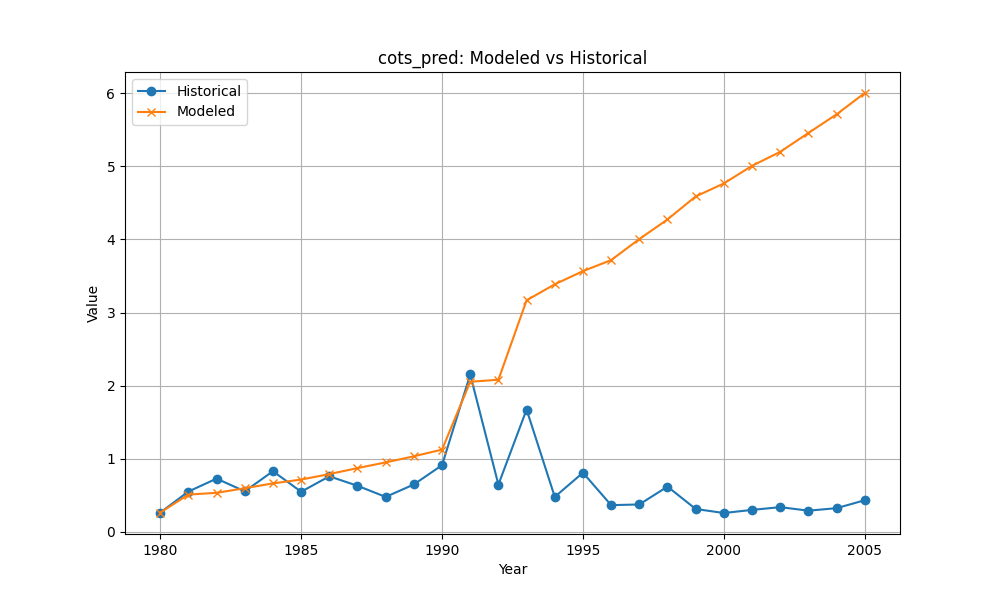 cots_pred: Modeled vs Historical
Historical
Modeled
Value
6
5
4
3
2
1
0
1980 1985 1990 1995 2000 2005
Year